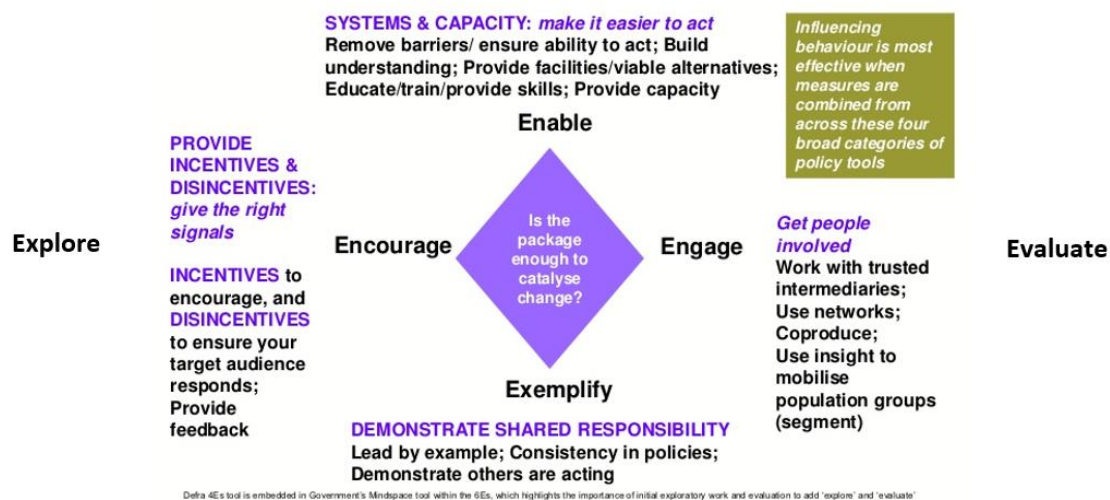 SYSTEMS & CAPACITY: make it easier to act
Remove barriers/ ensure ability to act; Build
understanding; Provide facilities/viable alternatives;
Educate/train/provide skills; Provide capacity
Influencing
behaviour is most
effective when
measures are
combined from
across these four
broad categories of
policy tools
Enable
PROVIDE
INCENTIVES &
DISINCENTIVES:
give the right
signals
Explore
Encourage
Is the
package
enough to
catalyse
change?
Engage
Get people
involved
Evaluate
INCENTIVES to
encourage, and
DISINCENTIVES
to ensure your
target audience
responds;
Provide
feedback
Work with trusted
intermediaries;
Use networks;
Coproduce;
Use insight to
mobilise
population groups
(segment)
Exemplify
DEMONSTRATE SHARED RESPONSIBILITY
Lead by example; Consistency in policies;
Demonstrate others are acting
Defra 4Es tool is embedded in Government's Mindspace tool within the 6Es, which highlights the importance of initial exploratory work and evaluation to add 'explore' and 'evaluate'